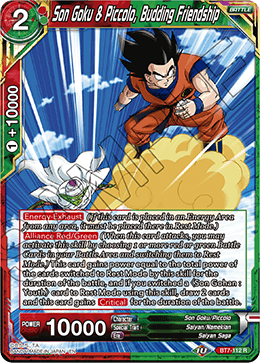 2
Son Goku & Piccolo, Budding Friendship
BATTLE
1 +10000
Energy-Exhaust (If this card is placed in an Energy Area
from any area, it must be placed there in Rest Mode.)
Alliance Red/Green (When this card attacks, you may
activate this skill by choosing 1 or more red or green Battle
Cards in your Battle Area and switching them to Rest
Mode.) This card gains power equal to the total power of
the cards switched to Rest Mode by this skill for the
duration of the battle, and if you switched <Son Gohan :
Youth> to Rest Mode using this skill, draw 2 cards
and this card gains Critical for the duration of the battle.
POWER
10000
Character
Son Goku/Piccolo
Special Trait
Saiyan/Namekian
Era
Saiyan Saga
BT7-112 R